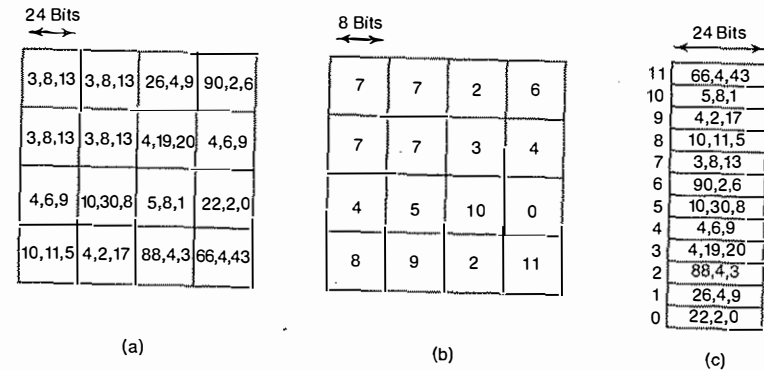 24 Bits
3,8,13 3,8,13 26,4,9 90,2,6
3,8,13 3,8,13 4,19,20 4,6,9
4,6,9 10,30,8 5,8,1 22,2,0
10,11,5 4,2,17 88,4,3 66,4,43
(a)
8 Bits
7 7 2 6
7 7 3 4
4 5 10 0
8 9 2 11
(b)
24 Bits
11 66,4,43
10 5,8,1
9 4,2,17
8 10,11,5
7 3,8,13
6 90,2,6
5 10,30,8
4 4,6,9
3 4,19,20
2 88,4,3
1 26,4,9
0 22,2,0
(c)